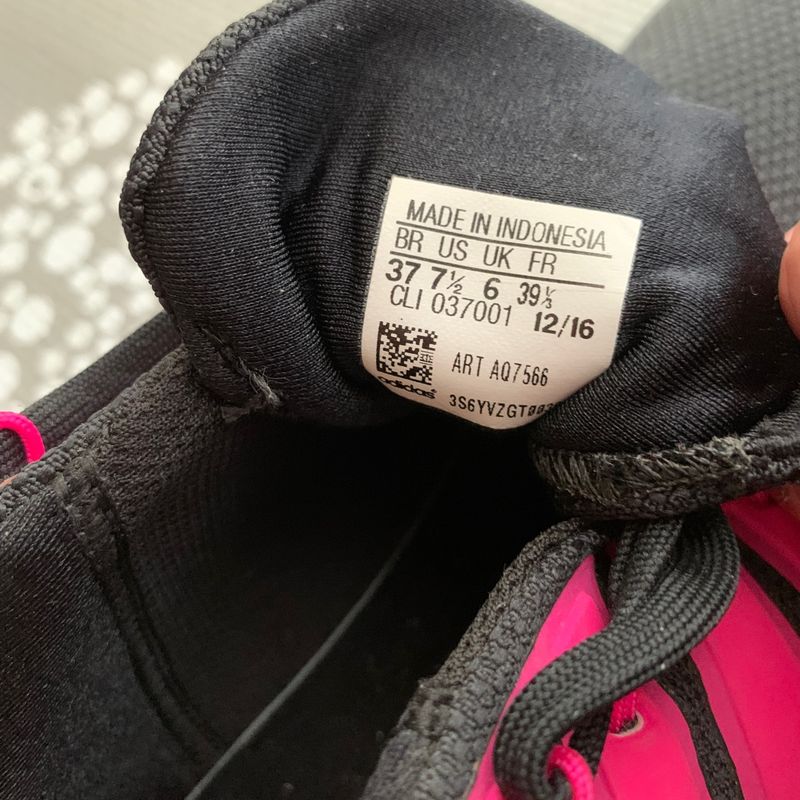 MADE IN INDONESIA
BR US UK FR
37 7½ 6 39⅓
CLI 037001 12/16
ART AQ7566
adidas